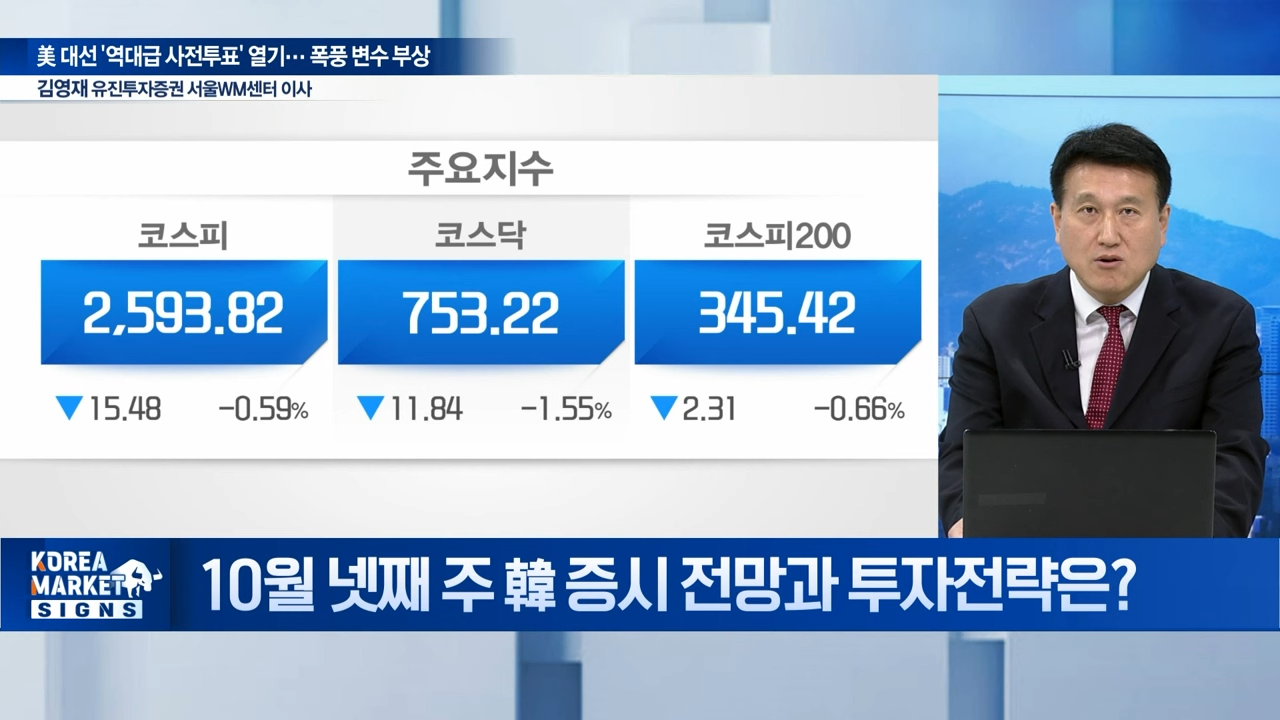 美 대선 '역대급 사전투표' 열기… 폭풍 변수 부상
김영재 유진투자증권 서울WM센터 이사
주요지수
코스피 코스닥 코스피200
2,593.82 753.22 345.42
▼15.48 -0.59% ▼11.84 -1.55% ▼2.31 -0.66%
KOREA
MARKET
SIGNS
10월 넷째 주 韓 증시 전망과 투자전략은?